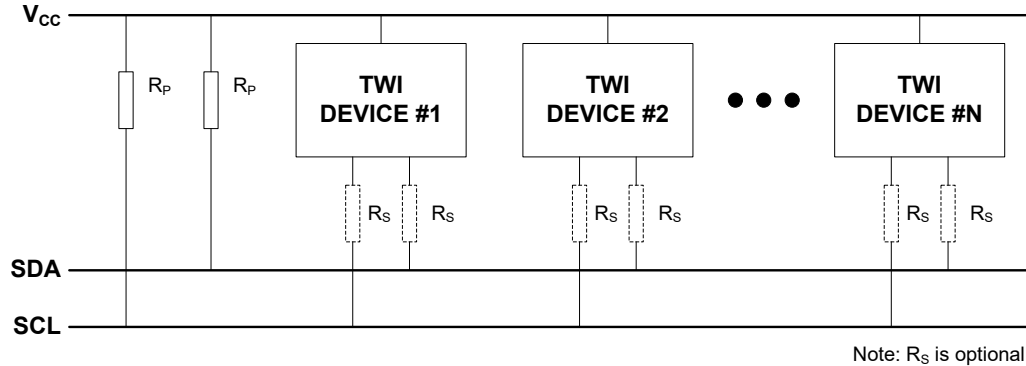 VCC
RP RP
TWI DEVICE #1
TWI DEVICE #2
TWI DEVICE #N
RS RS RS RS RS RS
SDA
SCL
Note: RS is optional